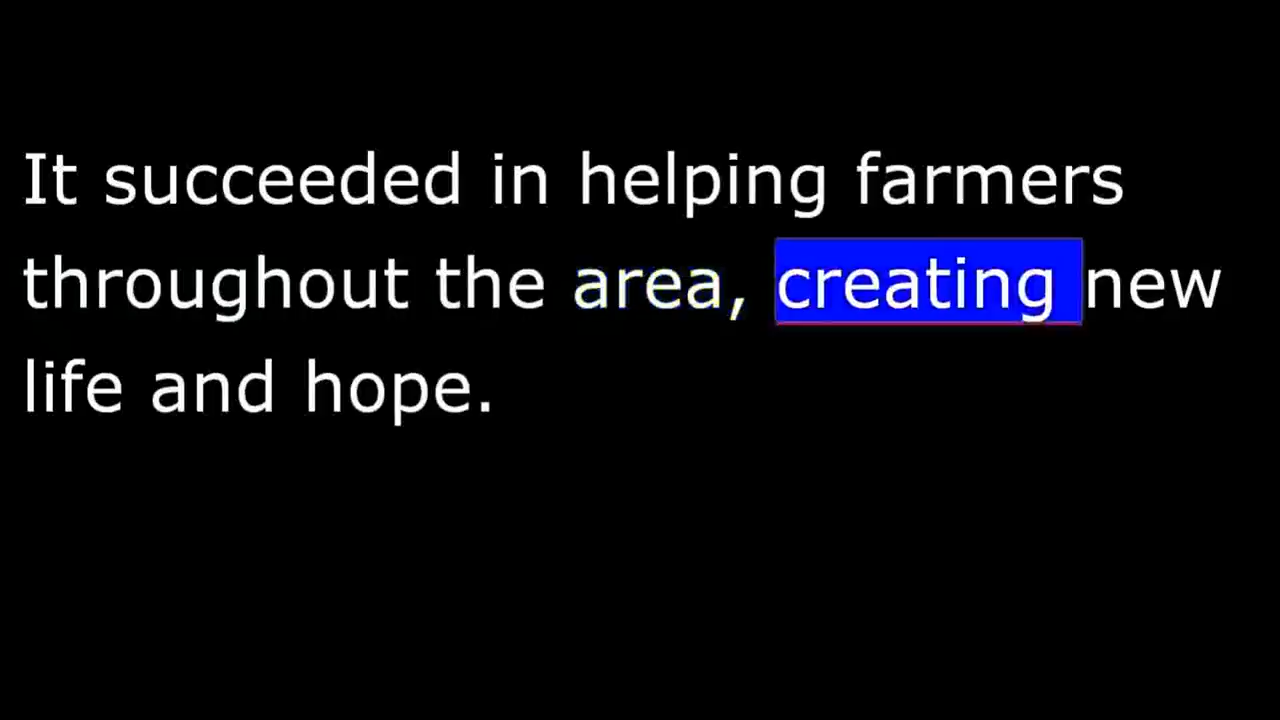 It succeeded in helping farmers
throughout the area, creating new
life and hope.